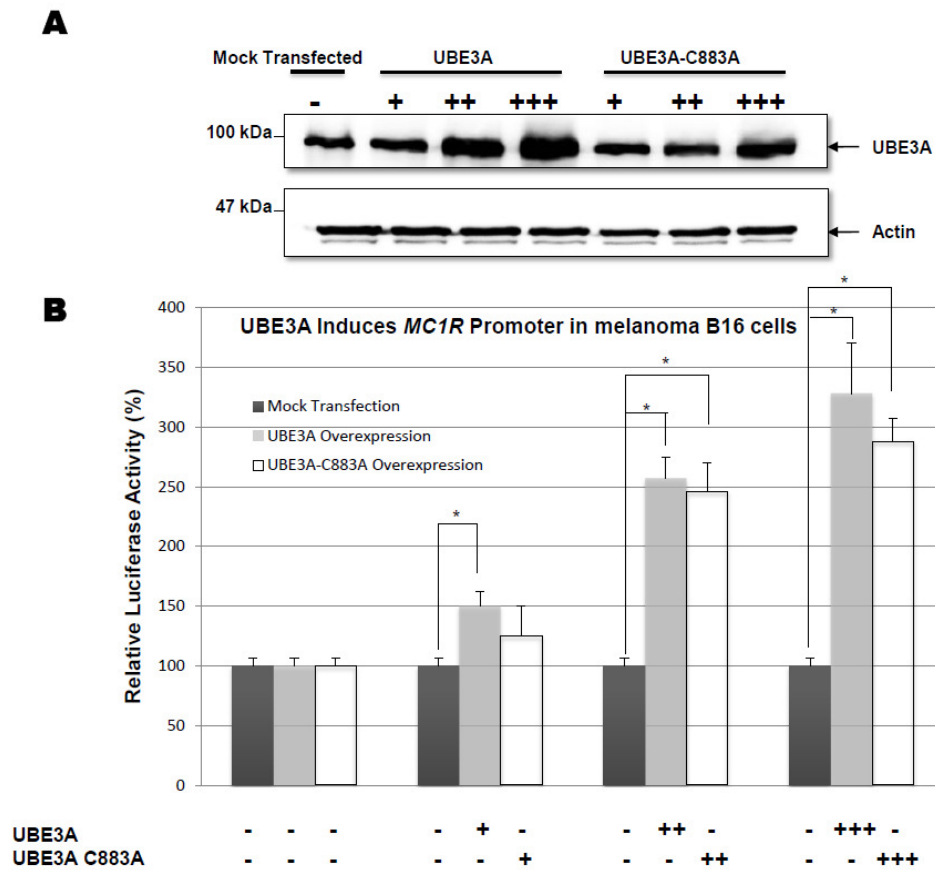 A
Mock Transfected UBE3A UBE3A-C883A
- + ++ +++ + ++ +++
100 kDa
UBE3A
47 kDa
Actin
B
UBE3A Induces MC1R Promoter in melanoma B16 cells
Relative Luciferase Activity (%)
400
350
300
250
200
150
100
50
0
Mock Transfection
UBE3A Overexpression
UBE3A-C883A Overexpression
*
* *
* *
UBE3A - - - - + - - ++ - - +++ -
UBE3A C883A - - - - - + - - ++ - - +++